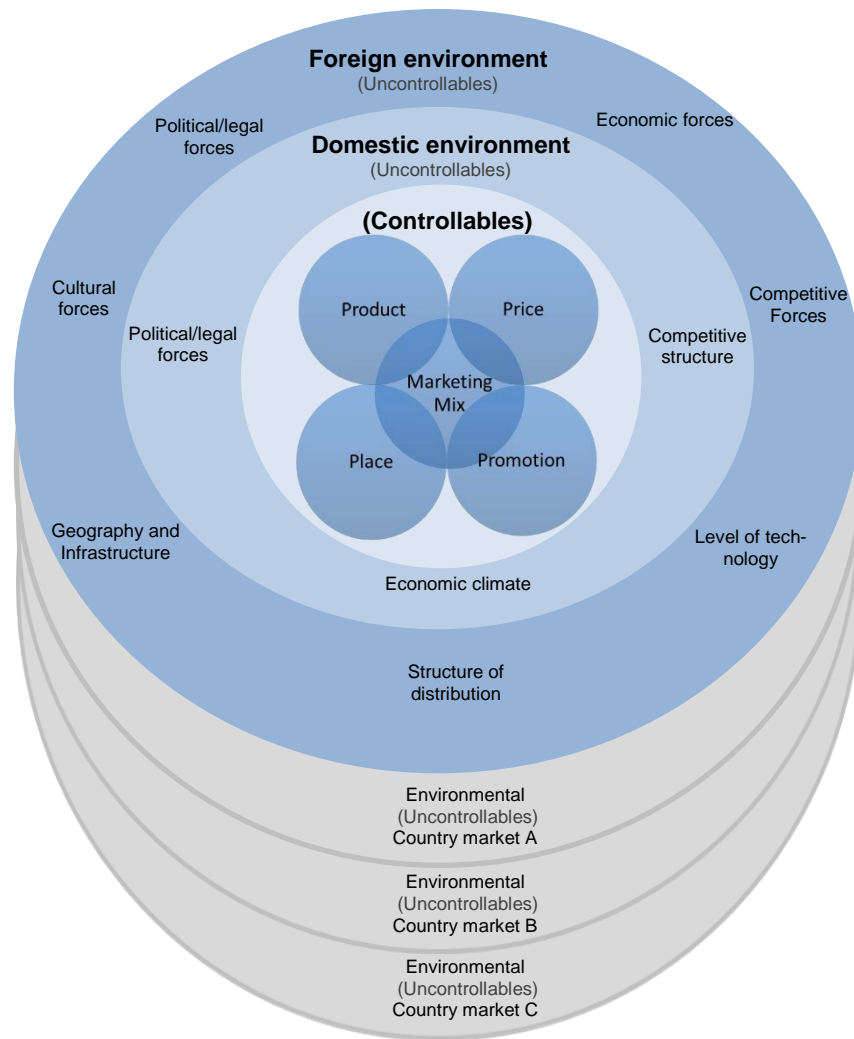 Foreign environment
(Uncontrollables)
Political/legal
forces
Economic forces
Domestic environment
(Uncontrollables)
(Controllables)
Cultural
forces
Competitive
Forces
Product
Price
Political/legal
forces
Competitive
structure
Marketing
Mix
Place
Promotion
Geography and
Infrastructure
Level of tech-
nology
Economic climate
Structure of
distribution
Environmental
(Uncontrollables)
Country market A
Environmental
(Uncontrollables)
Country market B
Environmental
(Uncontrollables)
Country market C